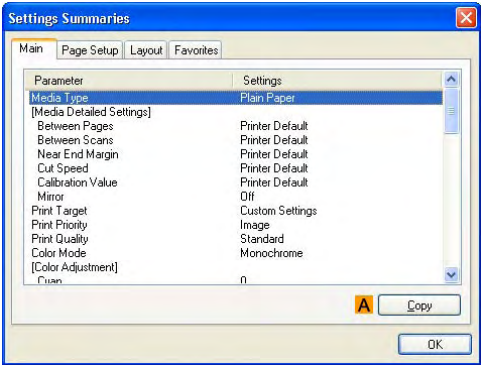 Settings Summaries
Main Page Setup Layout Favorites
Parameter Settings
Media Type Plain Paper
[Media Detailed Settings]
Between Pages Printer Default
Between Scans Printer Default
Near End Margin Printer Default
Cut Speed Printer Default
Calibration Value Printer Default
Mirror Off
Print Target Custom Settings
Print Priority Image
Print Quality Standard
Color Mode Monochrome
[Color Adjustment]
Cyan 0
A Copy
OK